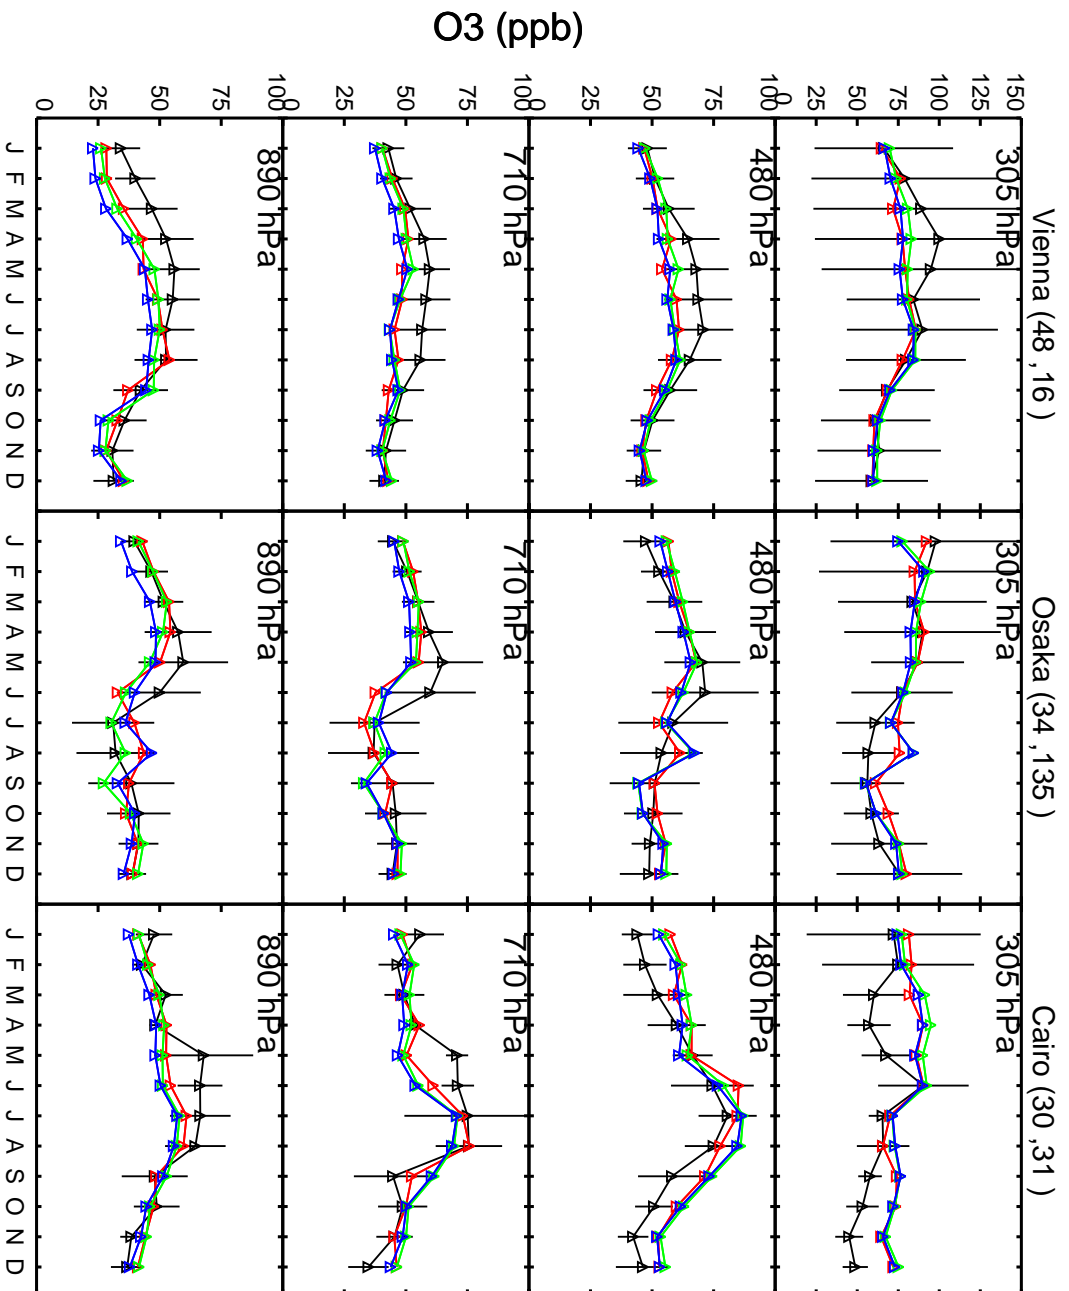 O3 (ppb)
0 25 50 75 100
0 25 50 75 100
0 25 50 75 100
0 25 50 75 100 125 150
890 hPa
710 hPa
480 hPa
305 hPa
Vienna (48 ,16 )
J F M A M J J A S O N D
890 hPa
710 hPa
480 hPa
305 hPa
Osaka (34 ,135 )
J F M A M J J A S O N D
890 hPa
710 hPa
480 hPa
305 hPa
Cairo (30 ,31 )
J F M A M J J A S O N D